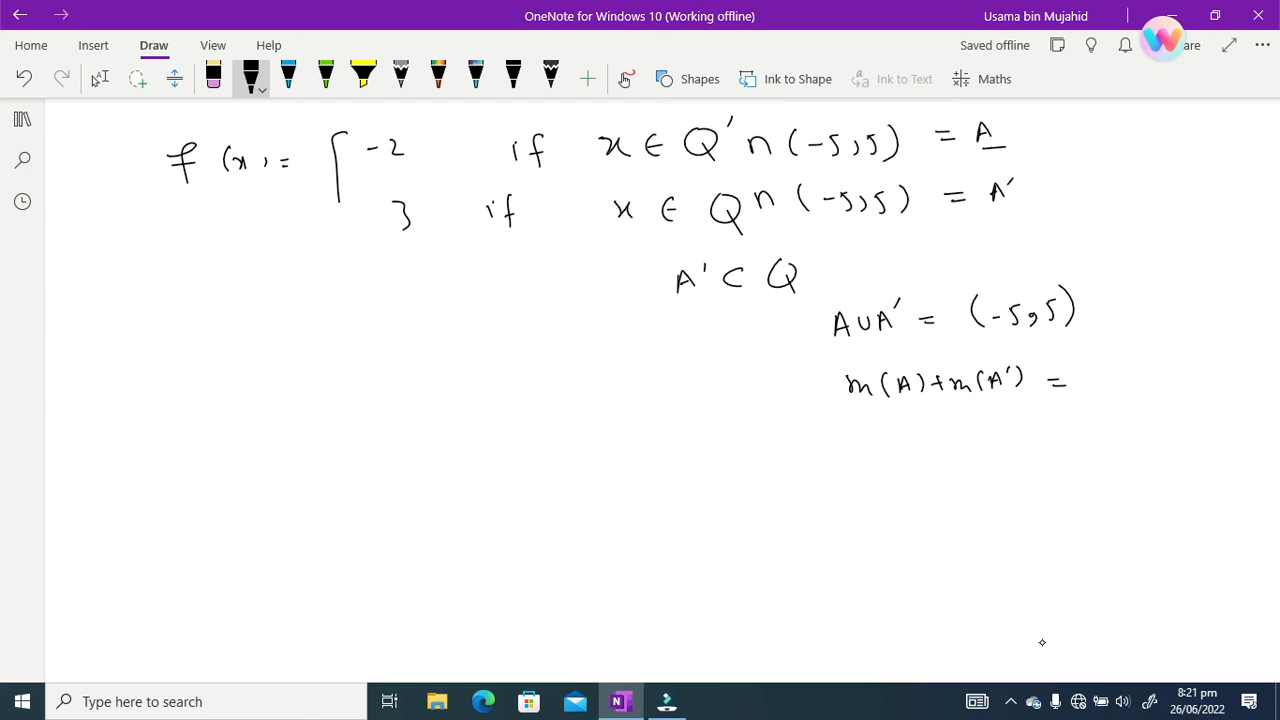 OneNote for Windows 10 (Working offline)
Usama bin Mujahid
Home Insert Draw View Help
Saved offline
Shapes Ink to Shape Ink to Text Maths
f(x) = { -2 if x ∈ Q' ∩ (-5,5) = A
3 if x ∈ Q ∩ (-5,5) = A'
A' ⊂ Q
A∪A' = (-5,5)
m(A)+m(A') =
Type here to search
8:21 pm
26/06/2022